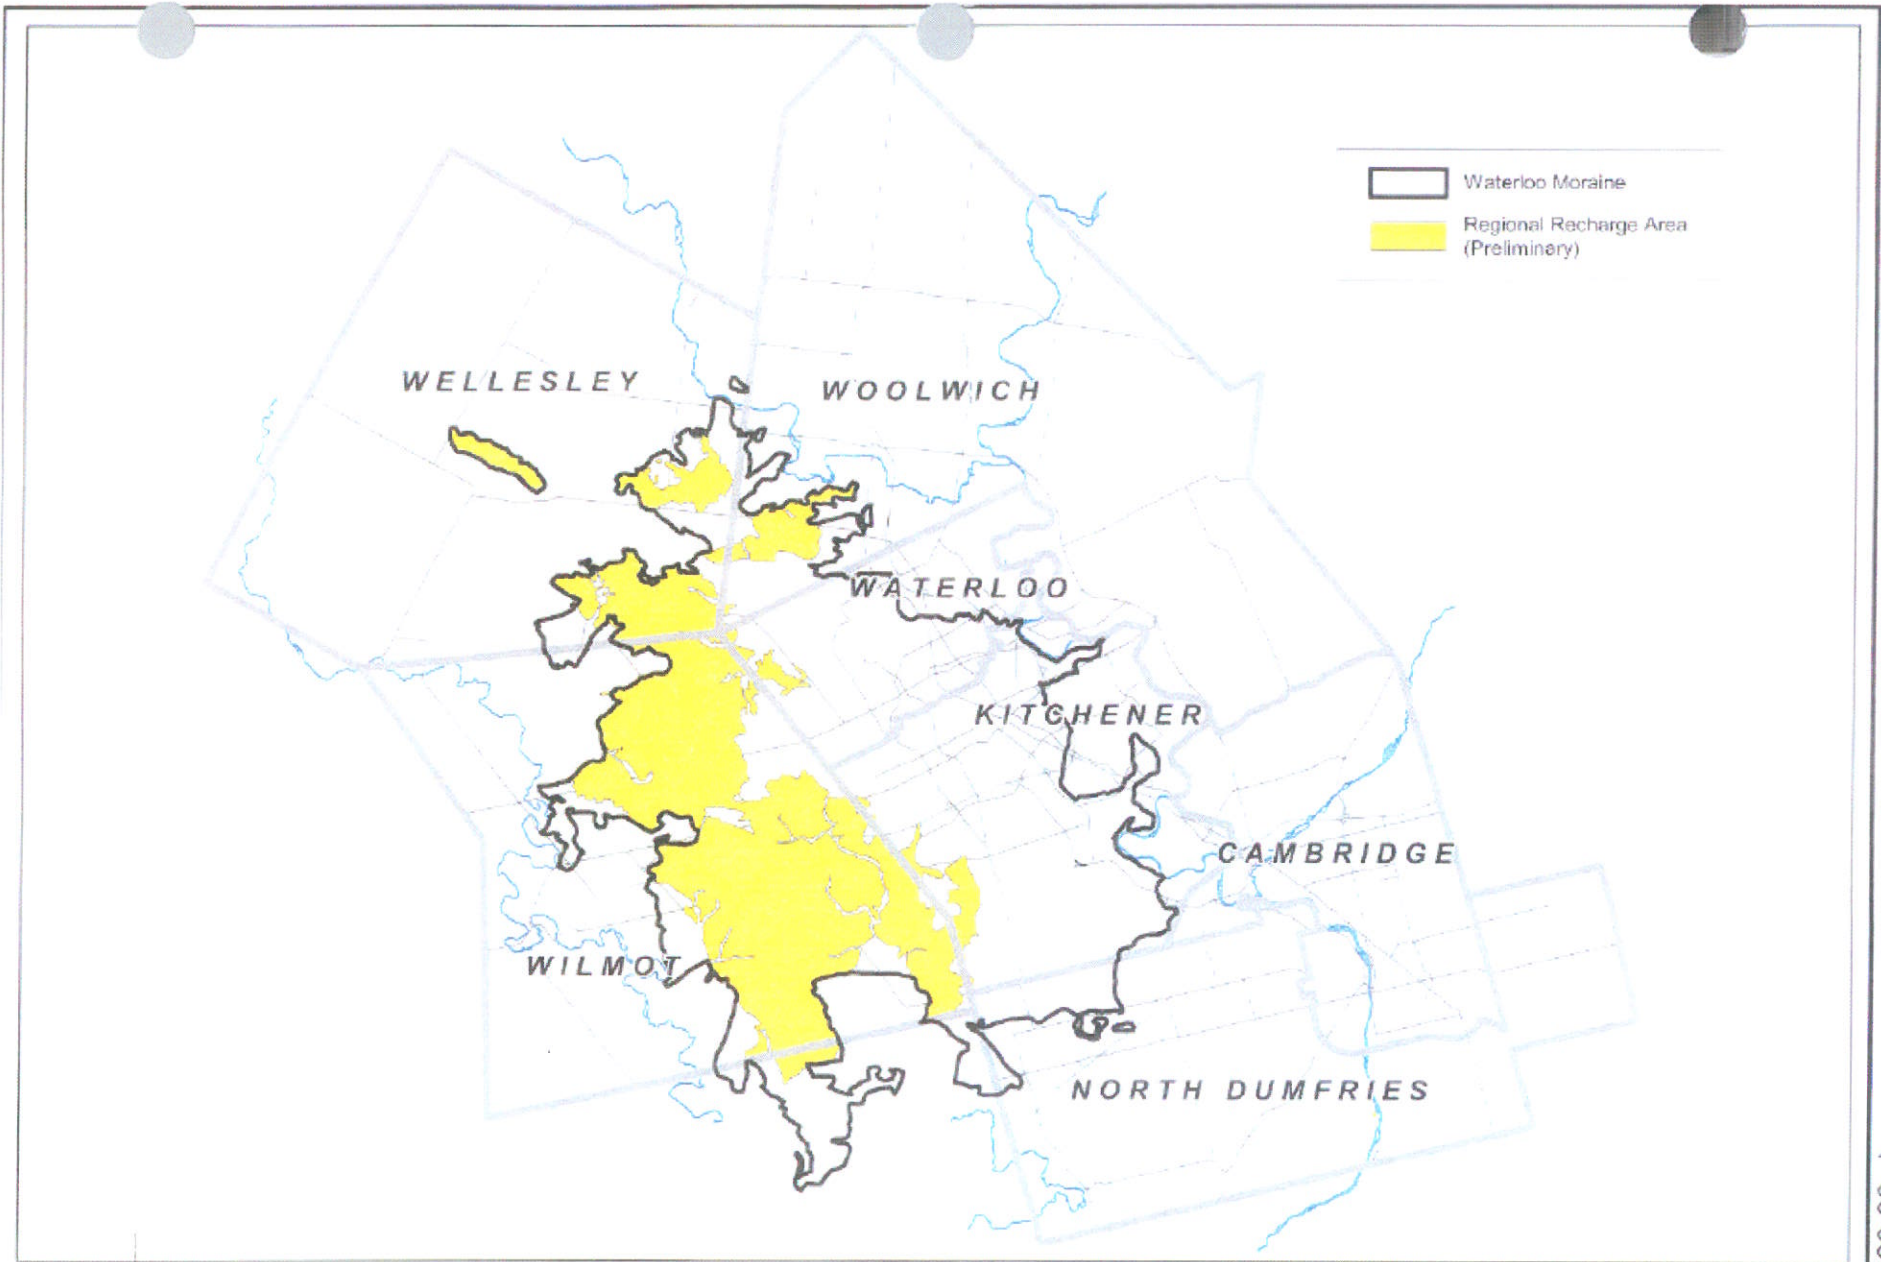 Waterloo Moraine
Regional Recharge Area
(Preliminary)
WELLESLEY
WOOLWICH
WATERLOO
KITCHENER
CAMBRIDGE
WILMOT
NORTH DUMFRIES